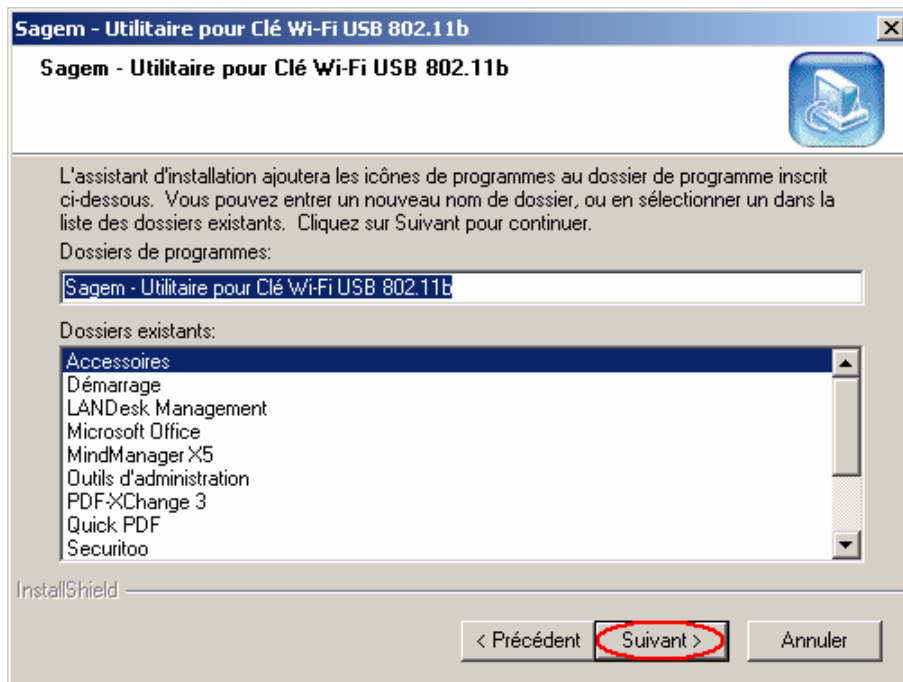 Sagem - Utilitaire pour Clé Wi-Fi USB 802.11b
Sagem - Utilitaire pour Clé Wi-Fi USB 802.11b
L'assistant d'installation ajoutera les icônes de programmes au dossier de programme inscrit
ci-dessous. Vous pouvez entrer un nouveau nom de dossier, ou en sélectionner un dans la
liste des dossiers existants. Cliquez sur Suivant pour continuer.
Dossiers de programmes:
Sagem - Utilitaire pour Clé Wi-Fi USB 802.11b
Dossiers existants:
Accessoires
Démarrage
LANDesk Management
Microsoft Office
MindManager X5
Outils d'administration
PDF-XChange 3
Quick PDF
Securitoo
InstallShield
< Précédent
Suivant >
Annuler